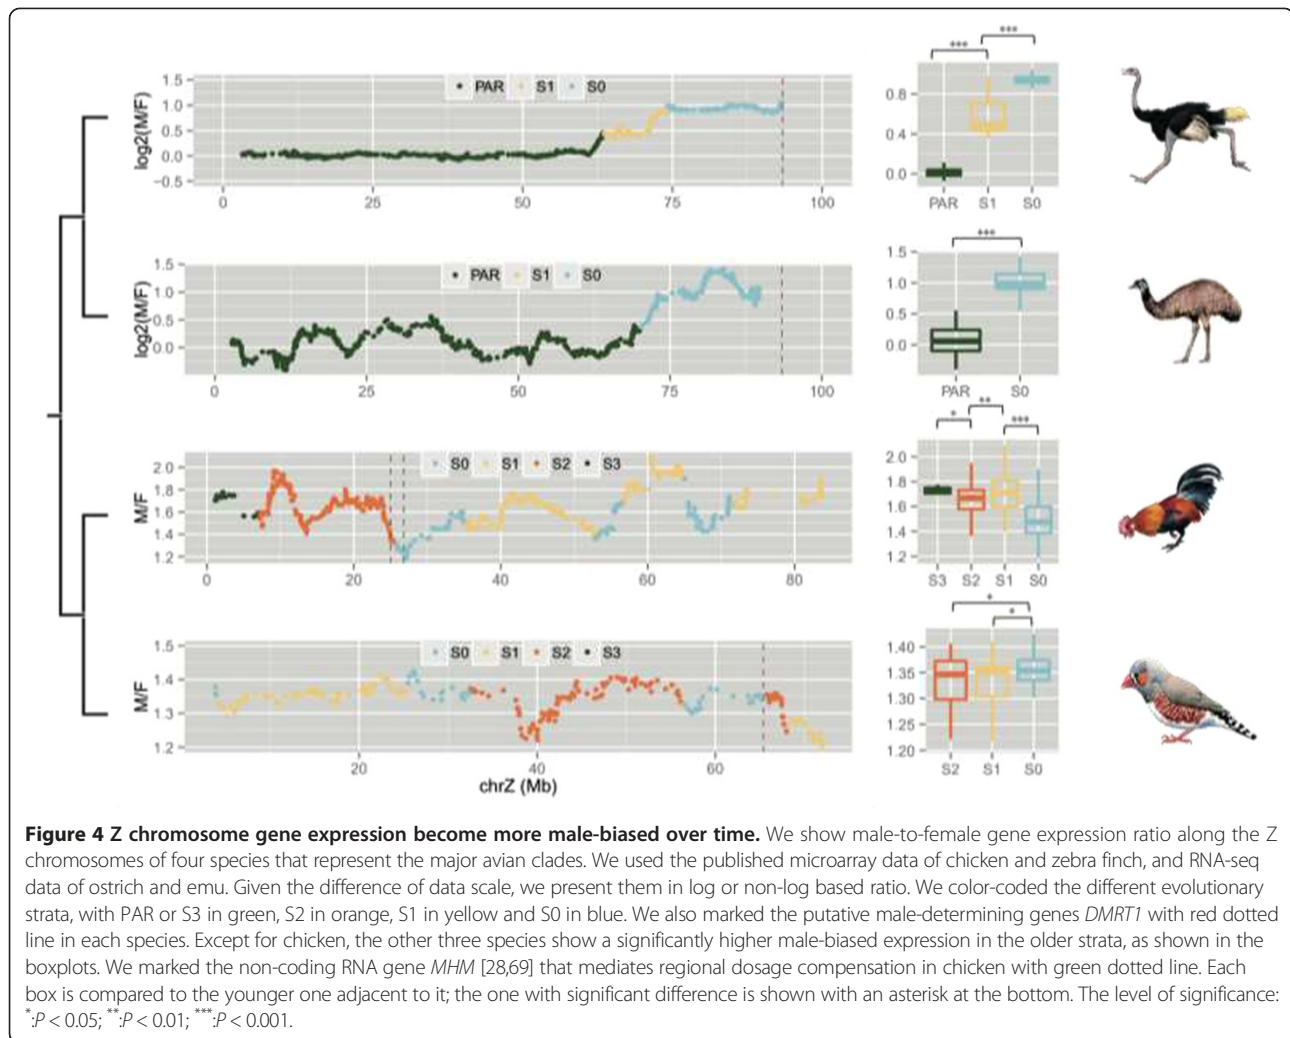 *** ***
PAR S1 S0
log2(M/F)
1.5
1.0
0.5
0.0
−0.5
0 25 50 75 100
0.8
0.4
0.0
PAR S1 S0
***
PAR S1 S0
log2(M/F)
1.5
1.0
0.5
0.0
0 25 50 75 100
1.5
1.0
0.5
0.0
PAR S0
* ** ***
S0 S1 S2 S3
M/F
2.0
1.8
1.6
1.4
1.2
0 20 40 60 80
2.0
1.8
1.6
1.4
1.2
S3 S2 S1 S0
* *
S0 S1 S2 S3
M/F
1.5
1.4
1.3
1.2
20 40 60
chrZ (Mb)
1.40
1.35
1.30
1.25
1.20
S2 S1 S0
Figure 4 Z chromosome gene expression become more male-biased over time. We show male-to-female gene expression ratio along the Z
chromosomes of four species that represent the major avian clades. We used the published microarray data of chicken and zebra finch, and RNA-seq
data of ostrich and emu. Given the difference of data scale, we present them in log or non-log based ratio. We color-coded the different evolutionary
strata, with PAR or S3 in green, S2 in orange, S1 in yellow and S0 in blue. We also marked the putative male-determining genes DMRT1 with red dotted
line in each species. Except for chicken, the other three species show a significantly higher male-biased expression in the older strata, as shown in the
boxplots. We marked the non-coding RNA gene MHM [28,69] that mediates regional dosage compensation in chicken with green dotted line. Each
box is compared to the younger one adjacent to it; the one with significant difference is shown with an asterisk at the bottom. The level of significance:
*:P < 0.05; **:P < 0.01; ***:P < 0.001.